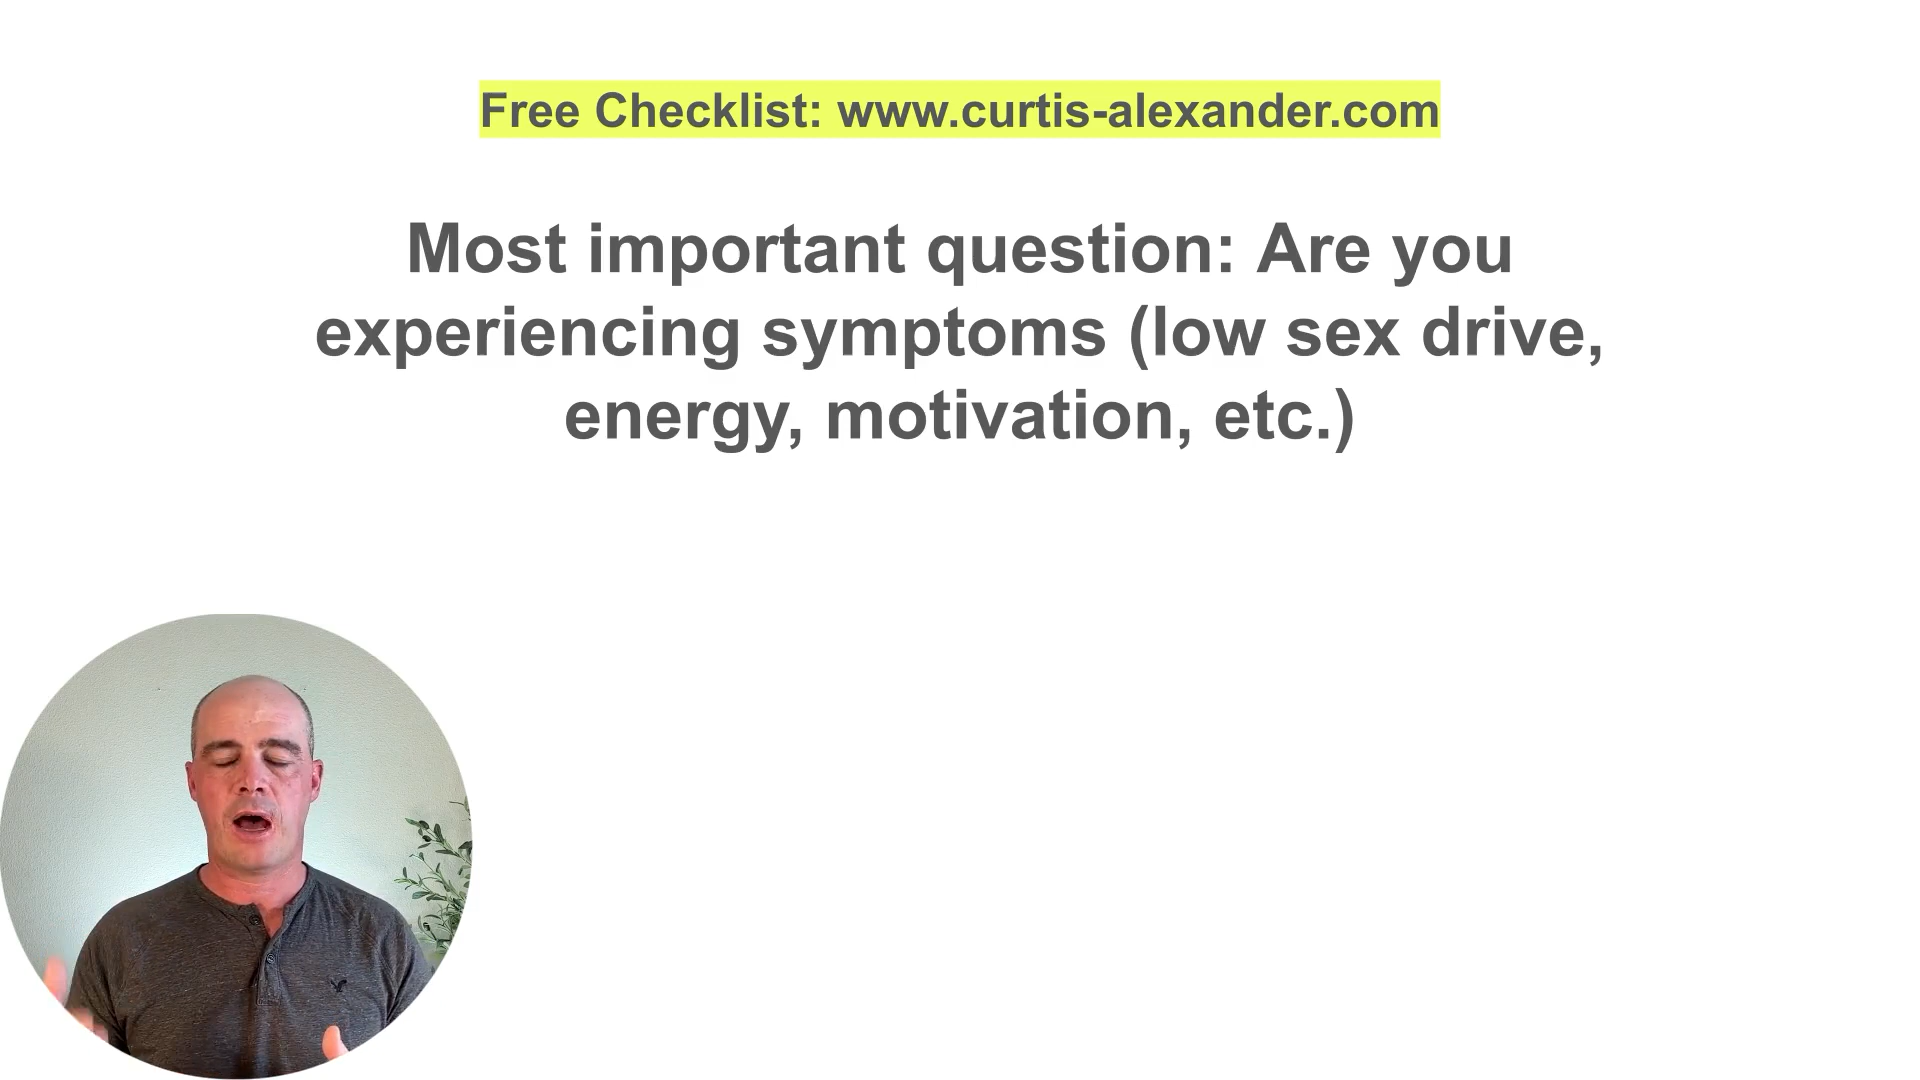 Free Checklist: www.curtis-alexander.com
Most important question: Are you
experiencing symptoms (low sex drive,
energy, motivation, etc.)